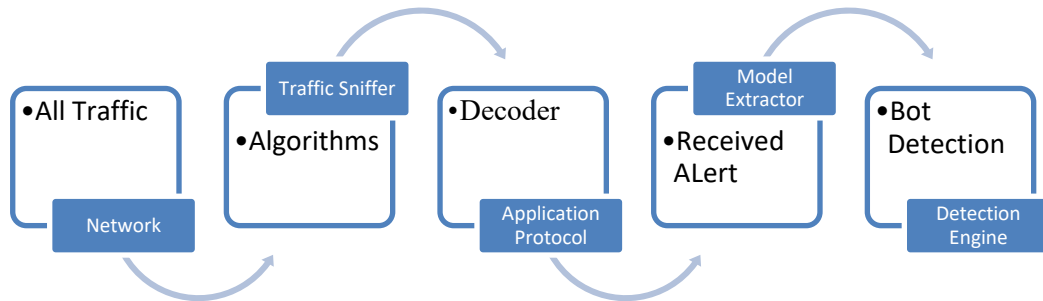 •All Traffic
Network
Traffic Sniffer
•Algorithms
•Decoder
Application
Protocol
Model
Extractor
•Received
ALert
•Bot
Detection
Detection
Engine